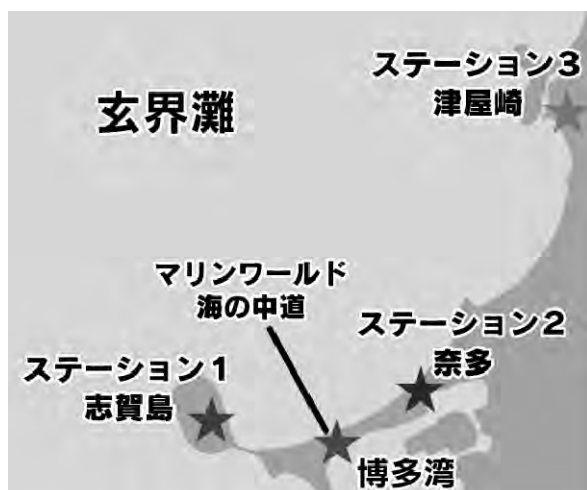 ステーション3
津屋崎
玄界灘
マリンワールド
海の中道
ステーション2
奈多
ステーション1
志賀島
博多湾